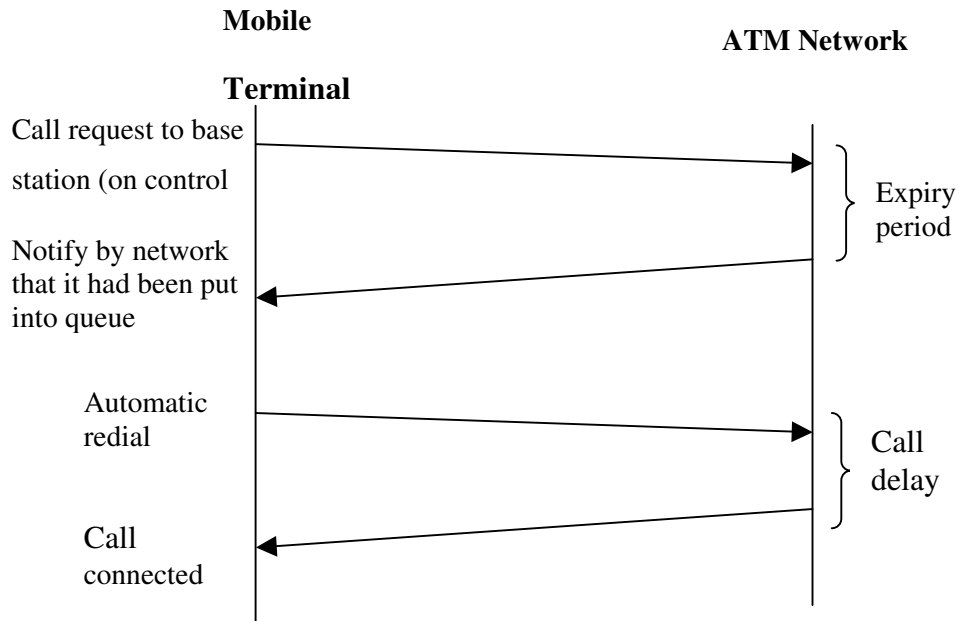 Mobile
Terminal
ATM Network
Call request to base
station (on control
Expiry
period
Notify by network
that it had been put
into queue
Automatic
redial
Call
delay
Call
connected